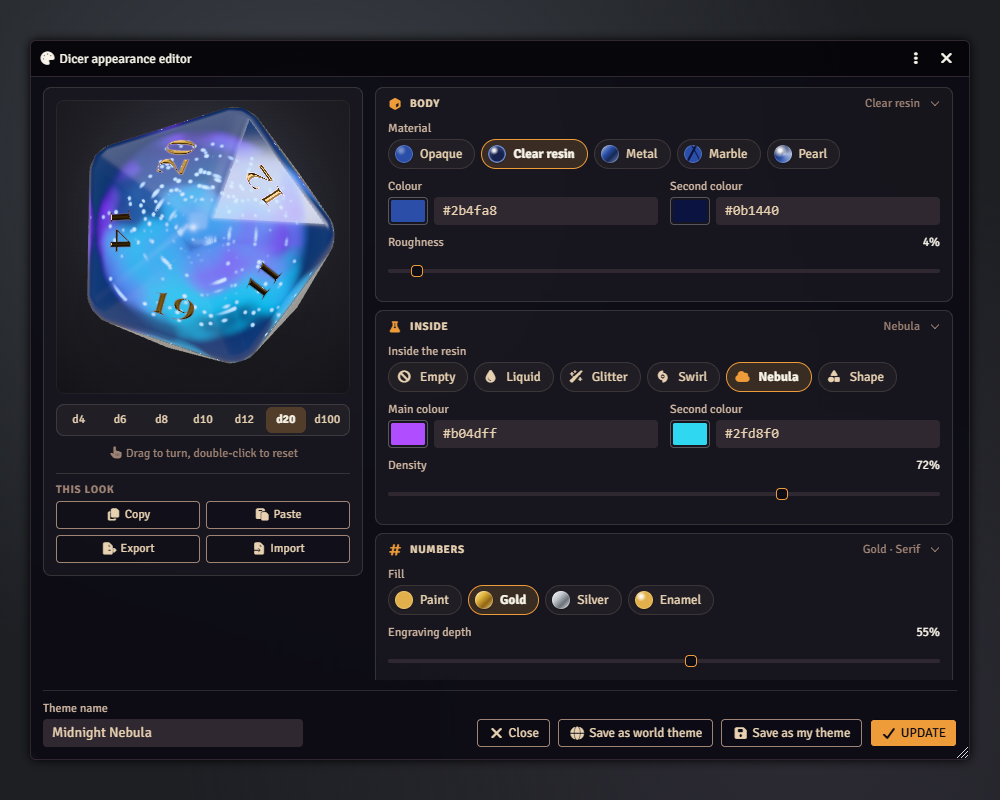 Dicer appearance editor
20
12
14
11
19
d4 d6 d8 d10 d12 d20 d100
Drag to turn, double-click to reset
THIS LOOK
Copy Paste
Export Import
BODY Clear resin
Material
Opaque Clear resin Metal Marble Pearl
Colour Second colour
#2b4fa8 #0b1440
Roughness 4%
INSIDE Nebula
Inside the resin
Empty Liquid Glitter Swirl Nebula Shape
Main colour Second colour
#b04dff #2fd8f0
Density 72%
# NUMBERS Gold · Serif
Fill
Paint Gold Silver Enamel
Engraving depth 55%
Theme name
Midnight Nebula
Close Save as world theme Save as my theme UPDATE